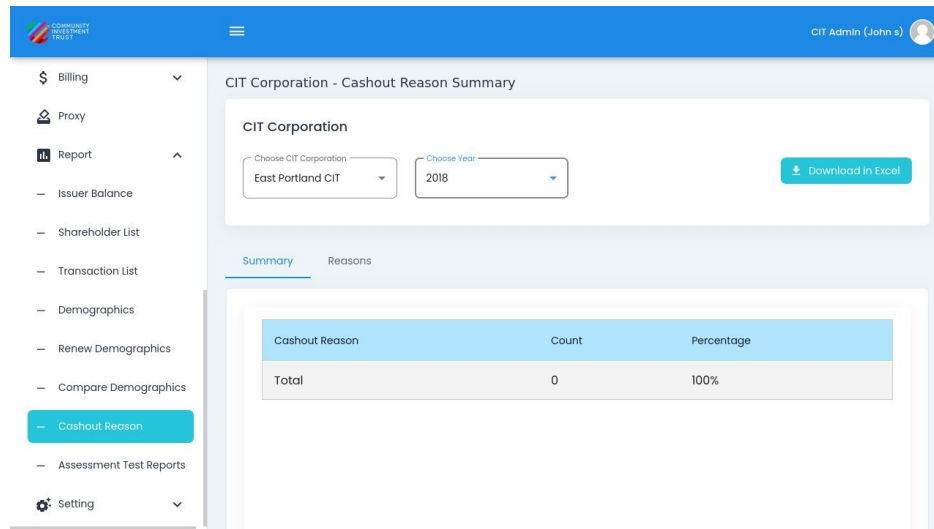 COMMUNITY
INVESTMENT
TRUST
CIT Admin (John s)
Billing
Proxy
Report
Issuer Balance
Shareholder List
Transaction List
Demographics
Renew Demographics
Compare Demographics
Cashout Reason
Assessment Test Reports
Setting
CIT Corporation - Cashout Reason Summary
CIT Corporation
Choose CIT Corporation
East Portland CIT
Choose Year
2018
Download in Excel
Summary Reasons
Cashout Reason Count Percentage
Total 0 100%